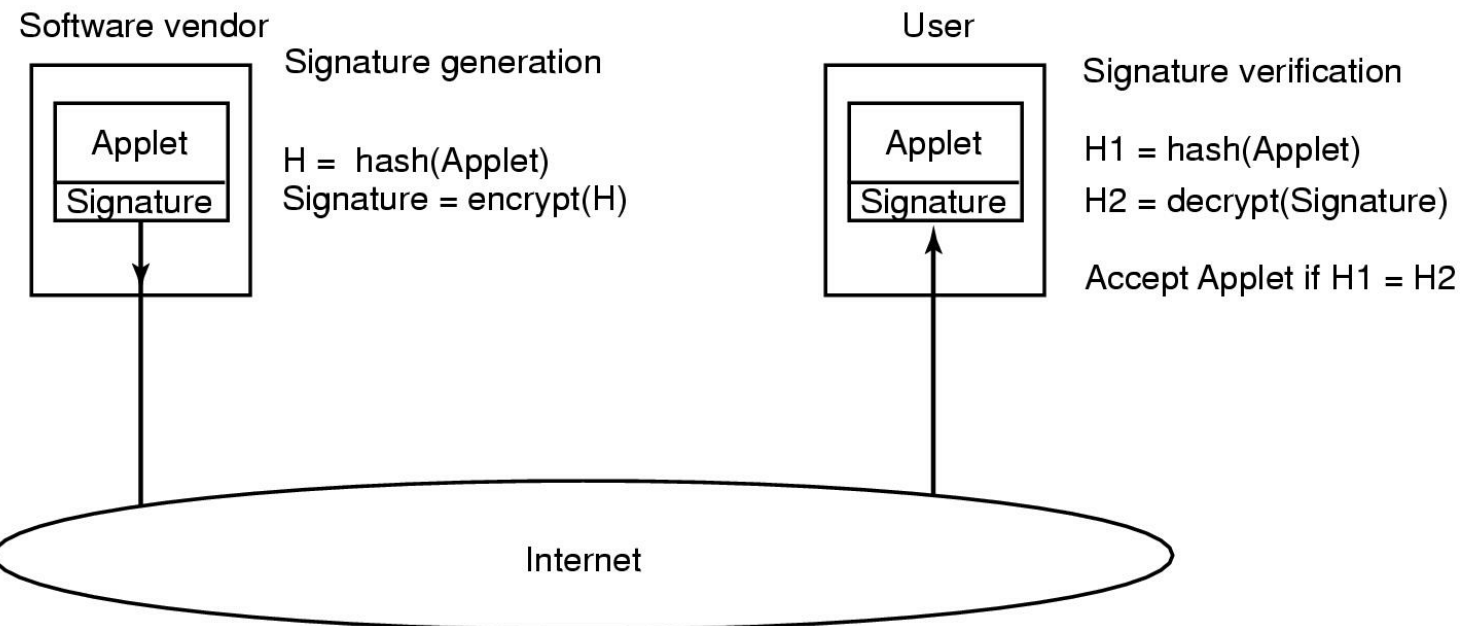 Software vendor
Signature generation
Applet
Signature
H = hash(Applet)
Signature = encrypt(H)
User
Signature verification
Applet
Signature
H1 = hash(Applet)
H2 = decrypt(Signature)
Accept Applet if H1 = H2
Internet